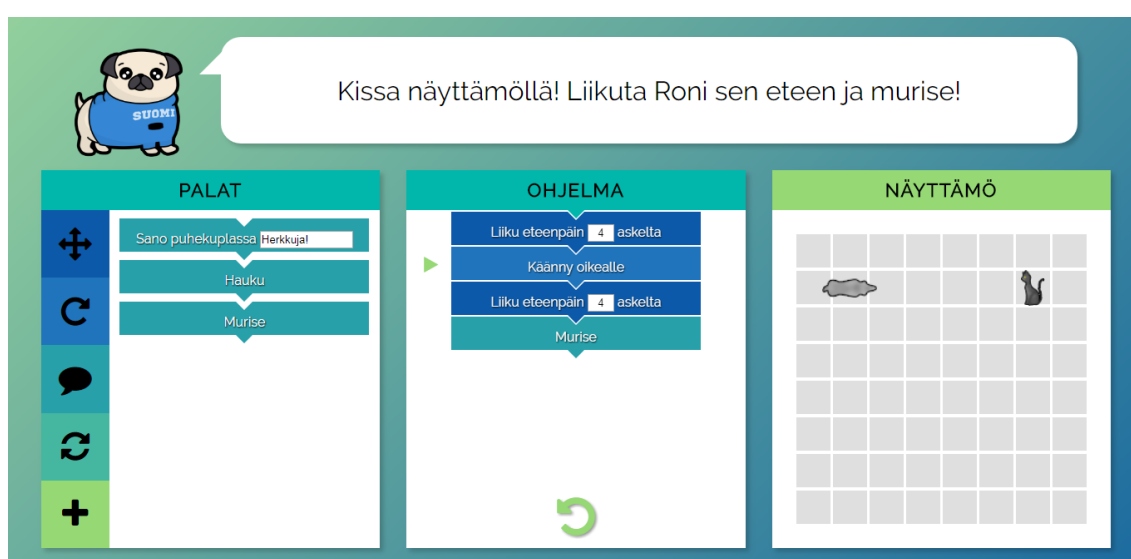 Kissa näyttämöllä! Liikuta Roni sen eteen ja murise!
SUOMI
PALAT
Sano puhekuplassa Herkkuja!
Hauku
Murise
OHJELMA
Liiku eteenpäin 4 askelta
Käänny oikealle
Liiku eteenpäin 4 askelta
Murise
NÄYTTÄMÖ